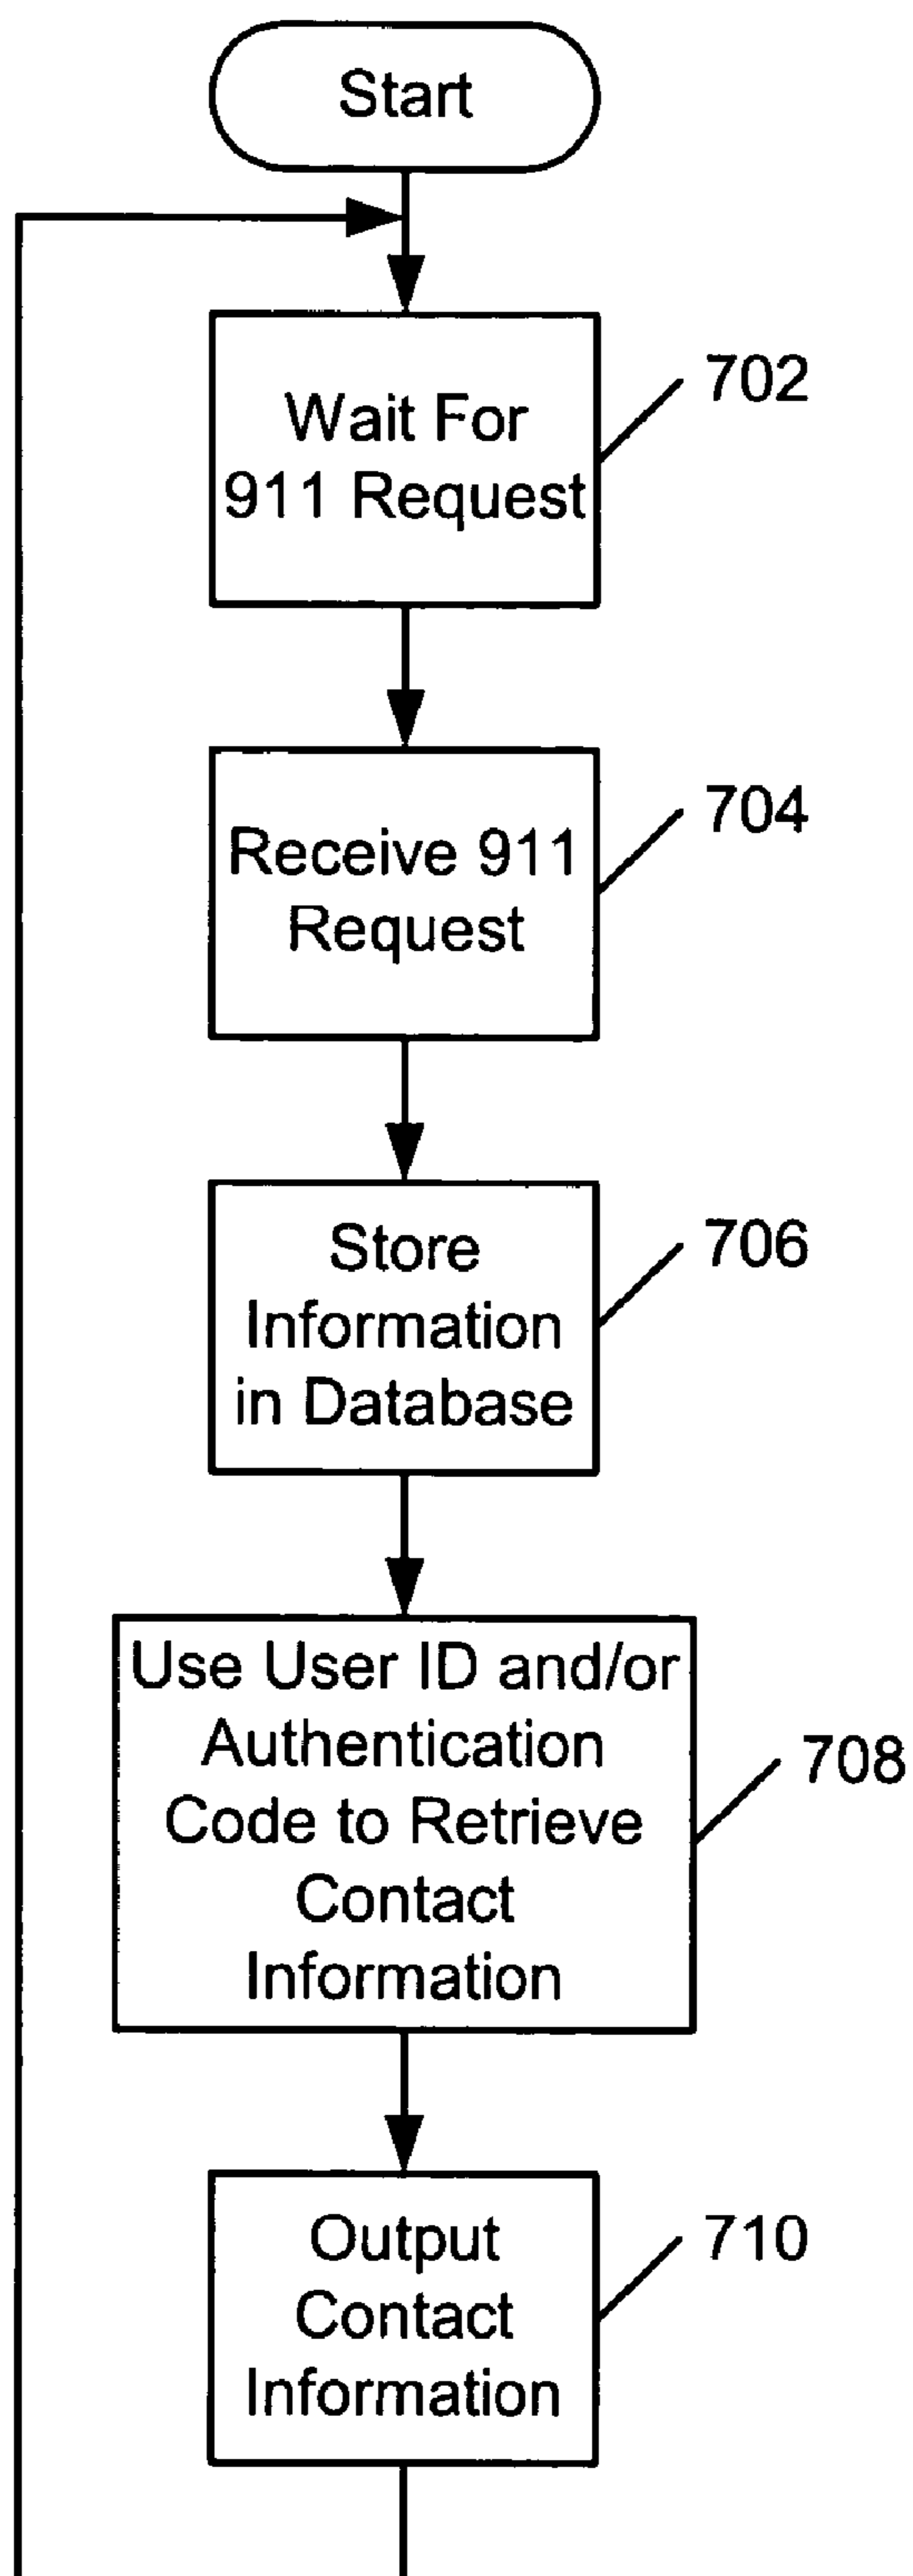 Start
Wait For
911 Request
702
Receive 911
Request
704
Store
Information
in Database
706
Use User ID and/or
Authentication
Code to Retrieve
Contact
Information
708
Output
Contact
Information
710